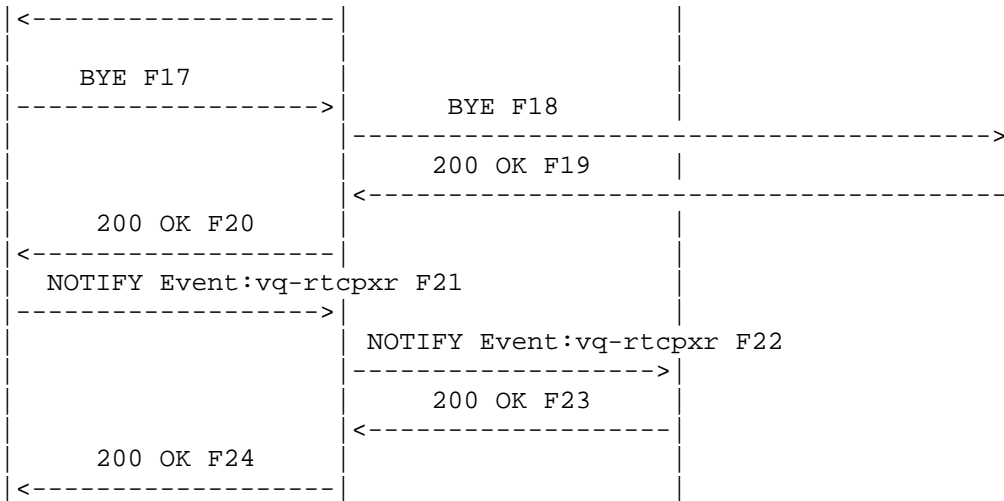 BYE F17
BYE F18
200 OK F19
200 OK F20
NOTIFY Event:vq-rtcpxr F21
NOTIFY Event:vq-rtcpxr F22
200 OK F23
200 OK F24